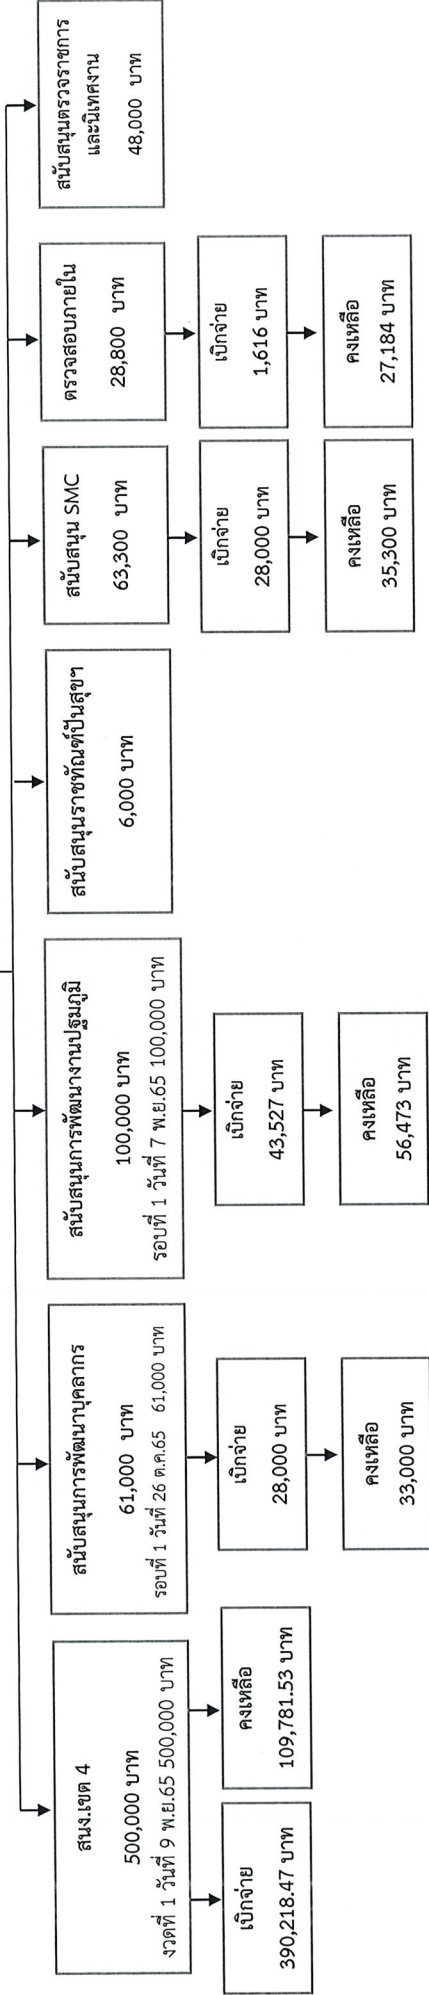 สนง.เขต 4
500,000 บาท
งวดที่ 1 วันที่ 9 พ.ย.65 500,000 บาท
เบิกจ่าย
390,218.47 บาท
คงเหลือ
109,781.53 บาท
สนับสนุนการพัฒนาบุคลากร
61,000 บาท
รอบที่ 1 วันที่ 26 ต.ค.65 61,000 บาท
เบิกจ่าย
28,000 บาท
คงเหลือ
33,000 บาท
สนับสนุนการพัฒนางานปฐมภูมิ
100,000 บาท
รอบที่ 1 วันที่ 7 พ.ย.65 100,000 บาท
เบิกจ่าย
43,527 บาท
คงเหลือ
56,473 บาท
สนับสนุนราชทัณฑ์ปันสุขฯ
6,000 บาท
สนับสนุน SMC
63,300 บาท
เบิกจ่าย
28,000 บาท
คงเหลือ
35,300 บาท
ตรวจสอบภายใน
28,800 บาท
เบิกจ่าย
1,616 บาท
คงเหลือ
27,184 บาท
สนับสนุนตรวจราชการ
และนิเทศงาน
48,000 บาท